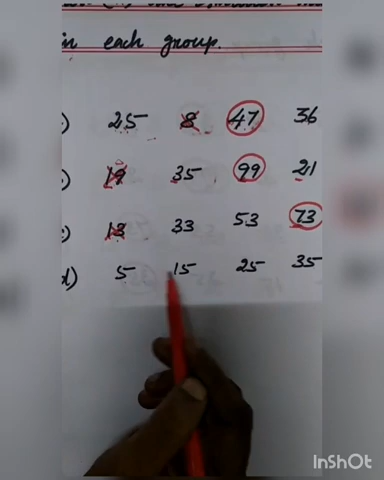 in each group.
) 25 8 47 36
) 19 35 99 21
c) 13 33 53 73
d) 5 15 25 35
InShOt